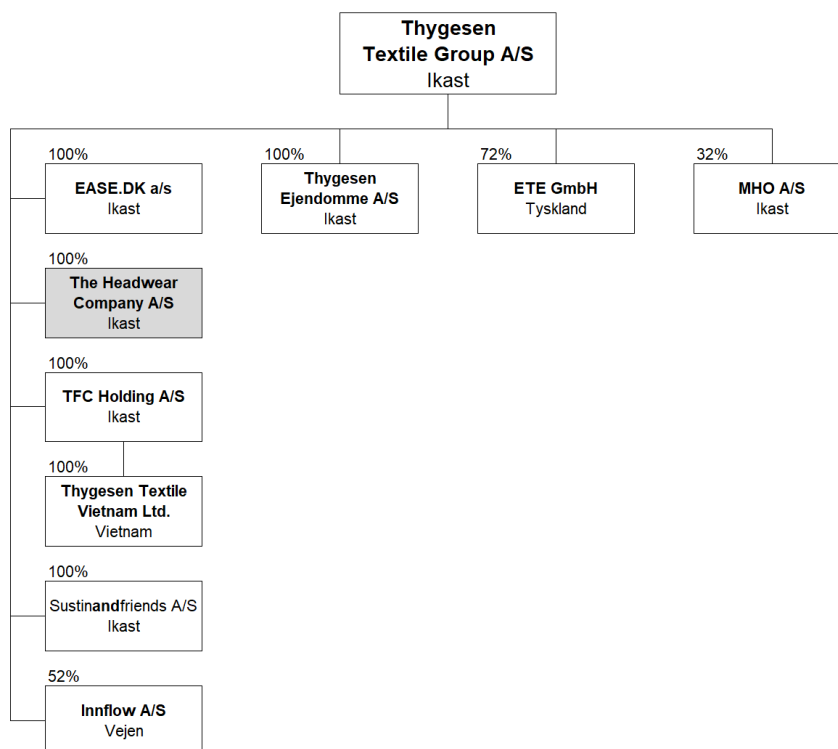 Thygesen
Textile Group A/S
Ikast
100%
EASE.DK a/s
Ikast
100%
Thygesen
Ejendomme A/S
Ikast
72%
ETE GmbH
Tyskland
32%
MHO A/S
Ikast
100%
The Headwear
Company A/S
Ikast
100%
TFC Holding A/S
Ikast
100%
Thygesen Textile
Vietnam Ltd.
Vietnam
100%
Sustinandfriends A/S
Ikast
52%
Innflow A/S
Vejen